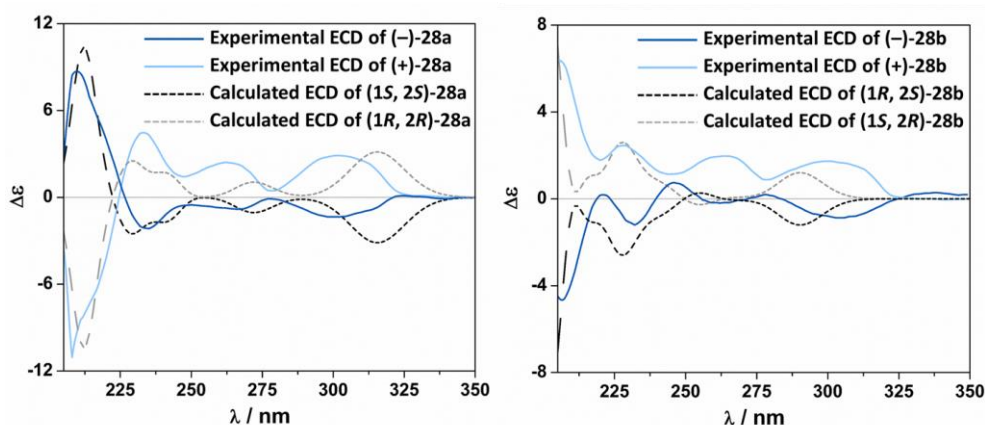 12
6
0
-6
-12
Δε
Experimental ECD of (−)-28a
Experimental ECD of (+)-28a
Calculated ECD of (1S, 2S)-28a
Calculated ECD of (1R, 2R)-28a
225 250 275 300 325 350
λ / nm
8
4
0
-4
-8
Δε
Experimental ECD of (−)-28b
Experimental ECD of (+)-28b
Calculated ECD of (1R, 2S)-28b
Calculated ECD of (1S, 2R)-28b
225 250 275 300 325 350
λ / nm